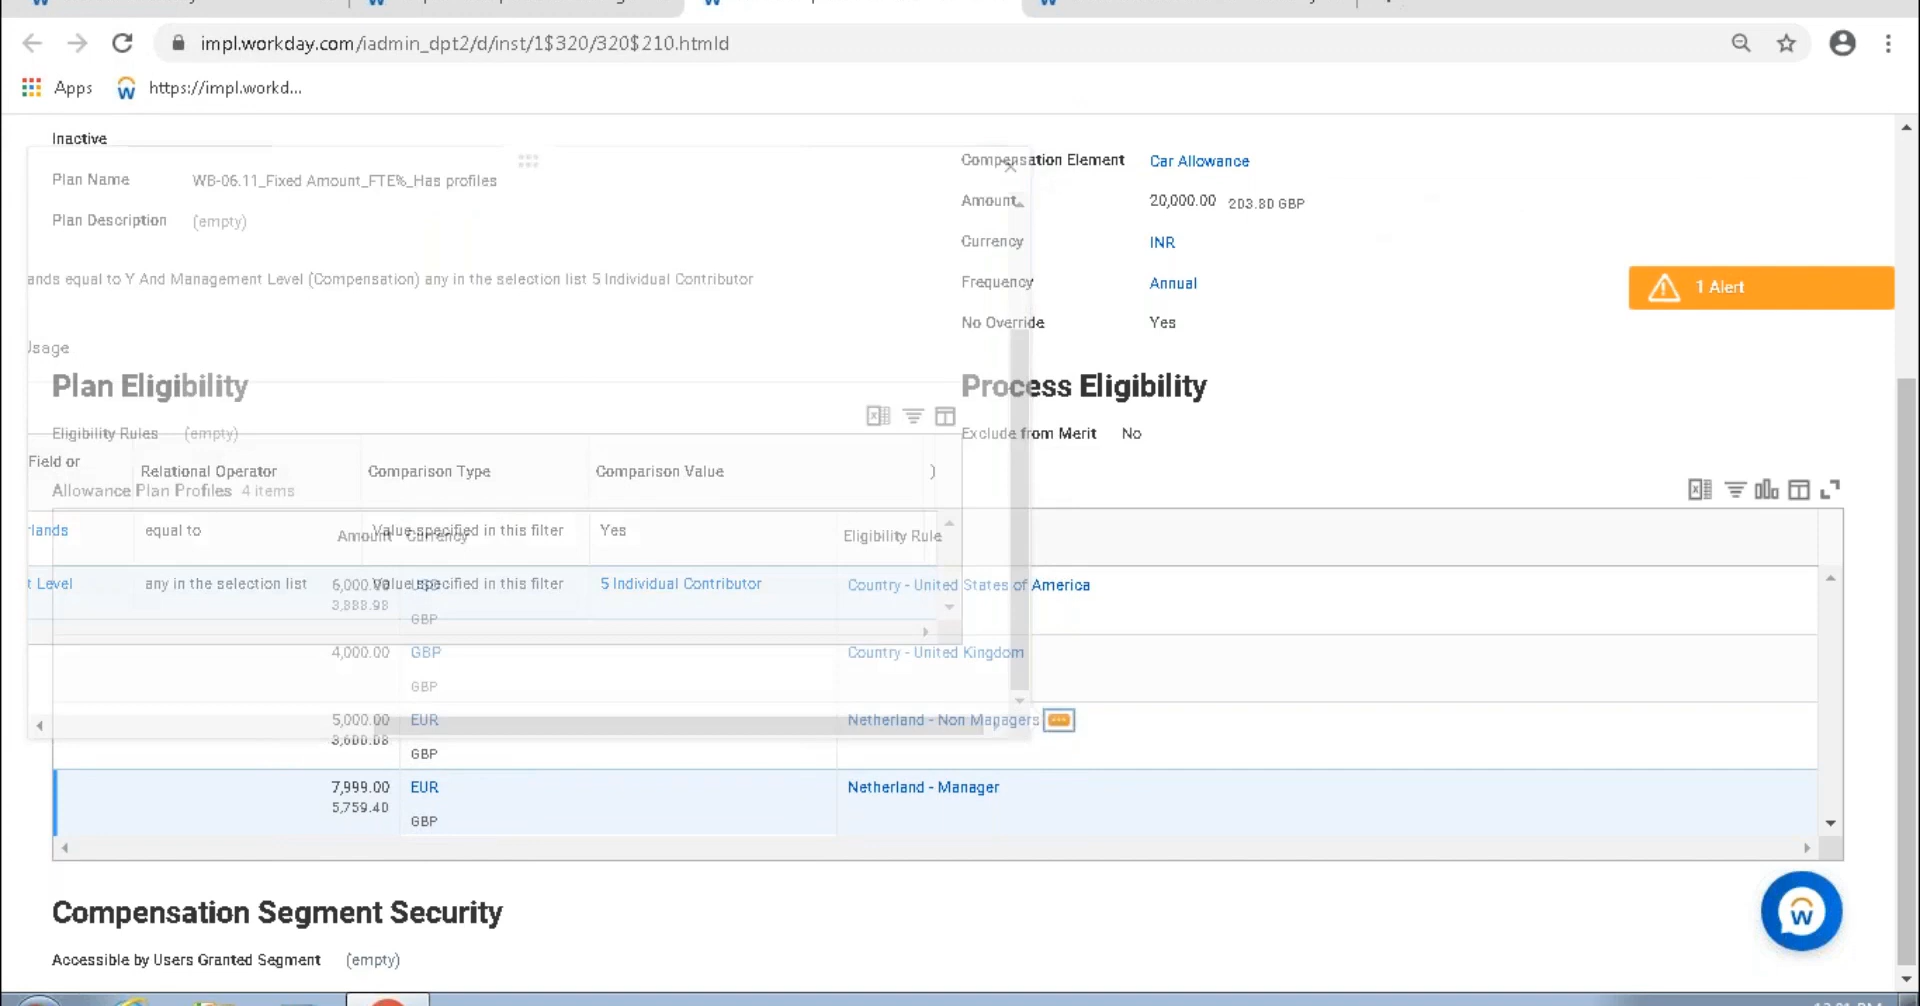 impl.workday.com/iadmin_dpt2/d/inst/1$320/320$210.htmld
Apps
https://impl.workd...
Inactive
Plan Name WB-06.11_Fixed Amount_FTE%_Has profiles
Plan Description (empty)
Compensation Element Car Allowance
Amount 20,000.00 203.80 GBP
Currency INR
Frequency Annual
No Override Yes
1 Alert
ands equal to Y And Management Level (Compensation) any in the selection list 5 Individual Contributor
Usage
Plan Eligibility
Eligibility Rules (empty)
Process Eligibility
Exclude from Merit No
Field or Relational Operator Comparison Type Comparison Value )
Allowance Plan Profiles 4 items
rlands equal to Value specified in this filter Yes
Amount Currency Eligibility Rule
t Level any in the selection list Value specified in this filter 5 Individual Contributor
6,000.00 USD Country - United States of America
3,888.98
GBP
4,000.00 GBP Country - United Kingdom
GBP
5,000.00 EUR Netherland - Non Managers
GBP
7,999.00 EUR Netherland - Manager
5,759.40
GBP
Compensation Segment Security
Accessible by Users Granted Segment (empty)